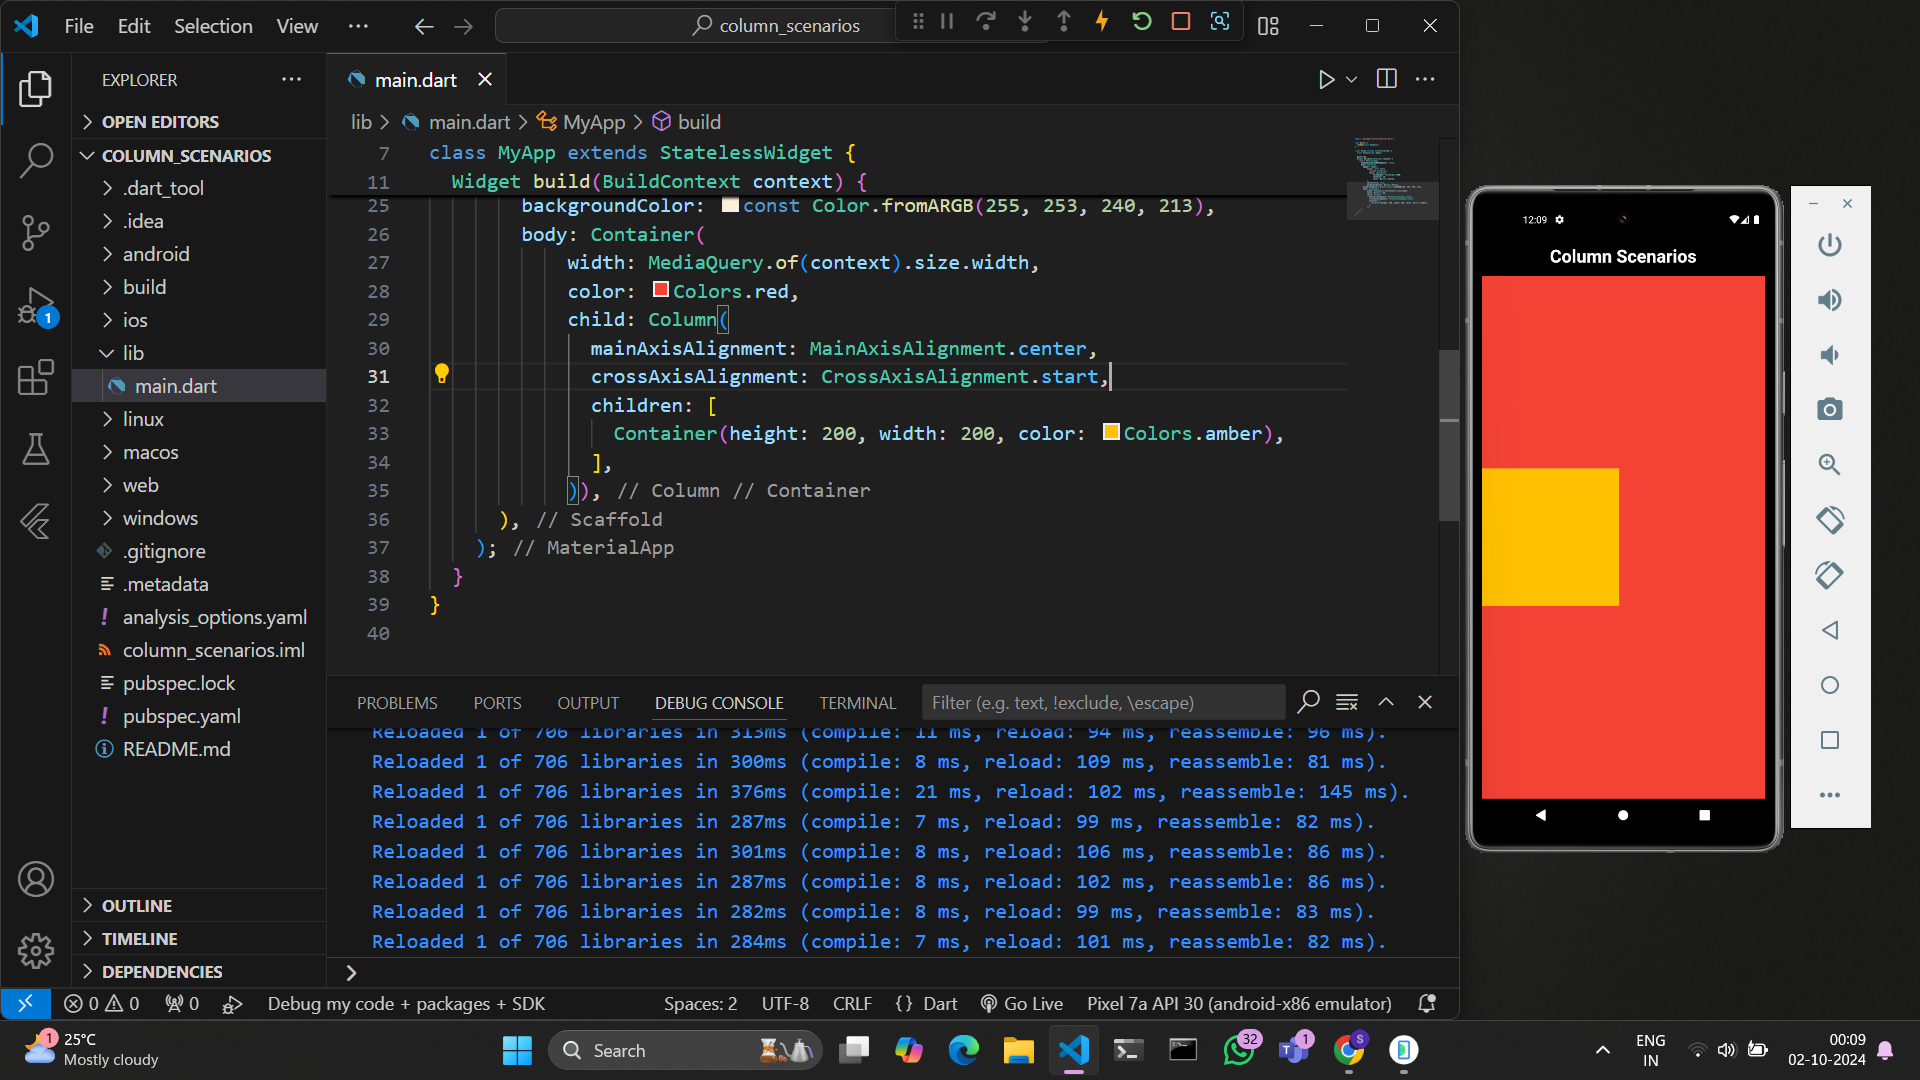 File Edit Selection View ··· column_scenarios
EXPLORER
OPEN EDITORS
COLUMN_SCENARIOS
.dart_tool
.idea
android
build
ios
lib
main.dart
linux
macos
web
windows
.gitignore
.metadata
analysis_options.yaml
column_scenarios.iml
pubspec.lock
pubspec.yaml
README.md
OUTLINE
TIMELINE
DEPENDENCIES
1
main.dart
lib > main.dart > MyApp > build
7 class MyApp extends StatelessWidget {
11 Widget build(BuildContext context) {
25 backgroundColor: const Color.fromARGB(255, 253, 240, 213),
26 body: Container(
27 width: MediaQuery.of(context).size.width,
28 color: Colors.red,
29 child: Column(
30 mainAxisAlignment: MainAxisAlignment.center,
31 crossAxisAlignment: CrossAxisAlignment.start,
32 children: [
33 Container(height: 200, width: 200, color: Colors.amber),
34 ],
35 )), // Column // Container
36 ), // Scaffold
37 ); // MaterialApp
38 }
39 }
40
PROBLEMS PORTS OUTPUT DEBUG CONSOLE TERMINAL Filter (e.g. text, !exclude, \escape)
Reloaded 1 of 706 libraries in 313ms (compile: 11 ms, reload: 94 ms, reassemble: 96 ms).
Reloaded 1 of 706 libraries in 300ms (compile: 8 ms, reload: 109 ms, reassemble: 81 ms).
Reloaded 1 of 706 libraries in 376ms (compile: 21 ms, reload: 102 ms, reassemble: 145 ms).
Reloaded 1 of 706 libraries in 287ms (compile: 7 ms, reload: 99 ms, reassemble: 82 ms).
Reloaded 1 of 706 libraries in 301ms (compile: 8 ms, reload: 106 ms, reassemble: 86 ms).
Reloaded 1 of 706 libraries in 287ms (compile: 8 ms, reload: 102 ms, reassemble: 86 ms).
Reloaded 1 of 706 libraries in 282ms (compile: 8 ms, reload: 99 ms, reassemble: 83 ms).
Reloaded 1 of 706 libraries in 284ms (compile: 7 ms, reload: 101 ms, reassemble: 82 ms).
0 0 0 Debug my code + packages + SDK Spaces: 2 UTF-8 CRLF {} Dart Go Live Pixel 7a API 30 (android-x86 emulator)
12:09
Column Scenarios
1 25°C
Mostly cloudy
Search
32 1 S
ENG
IN
00:09
02-10-2024